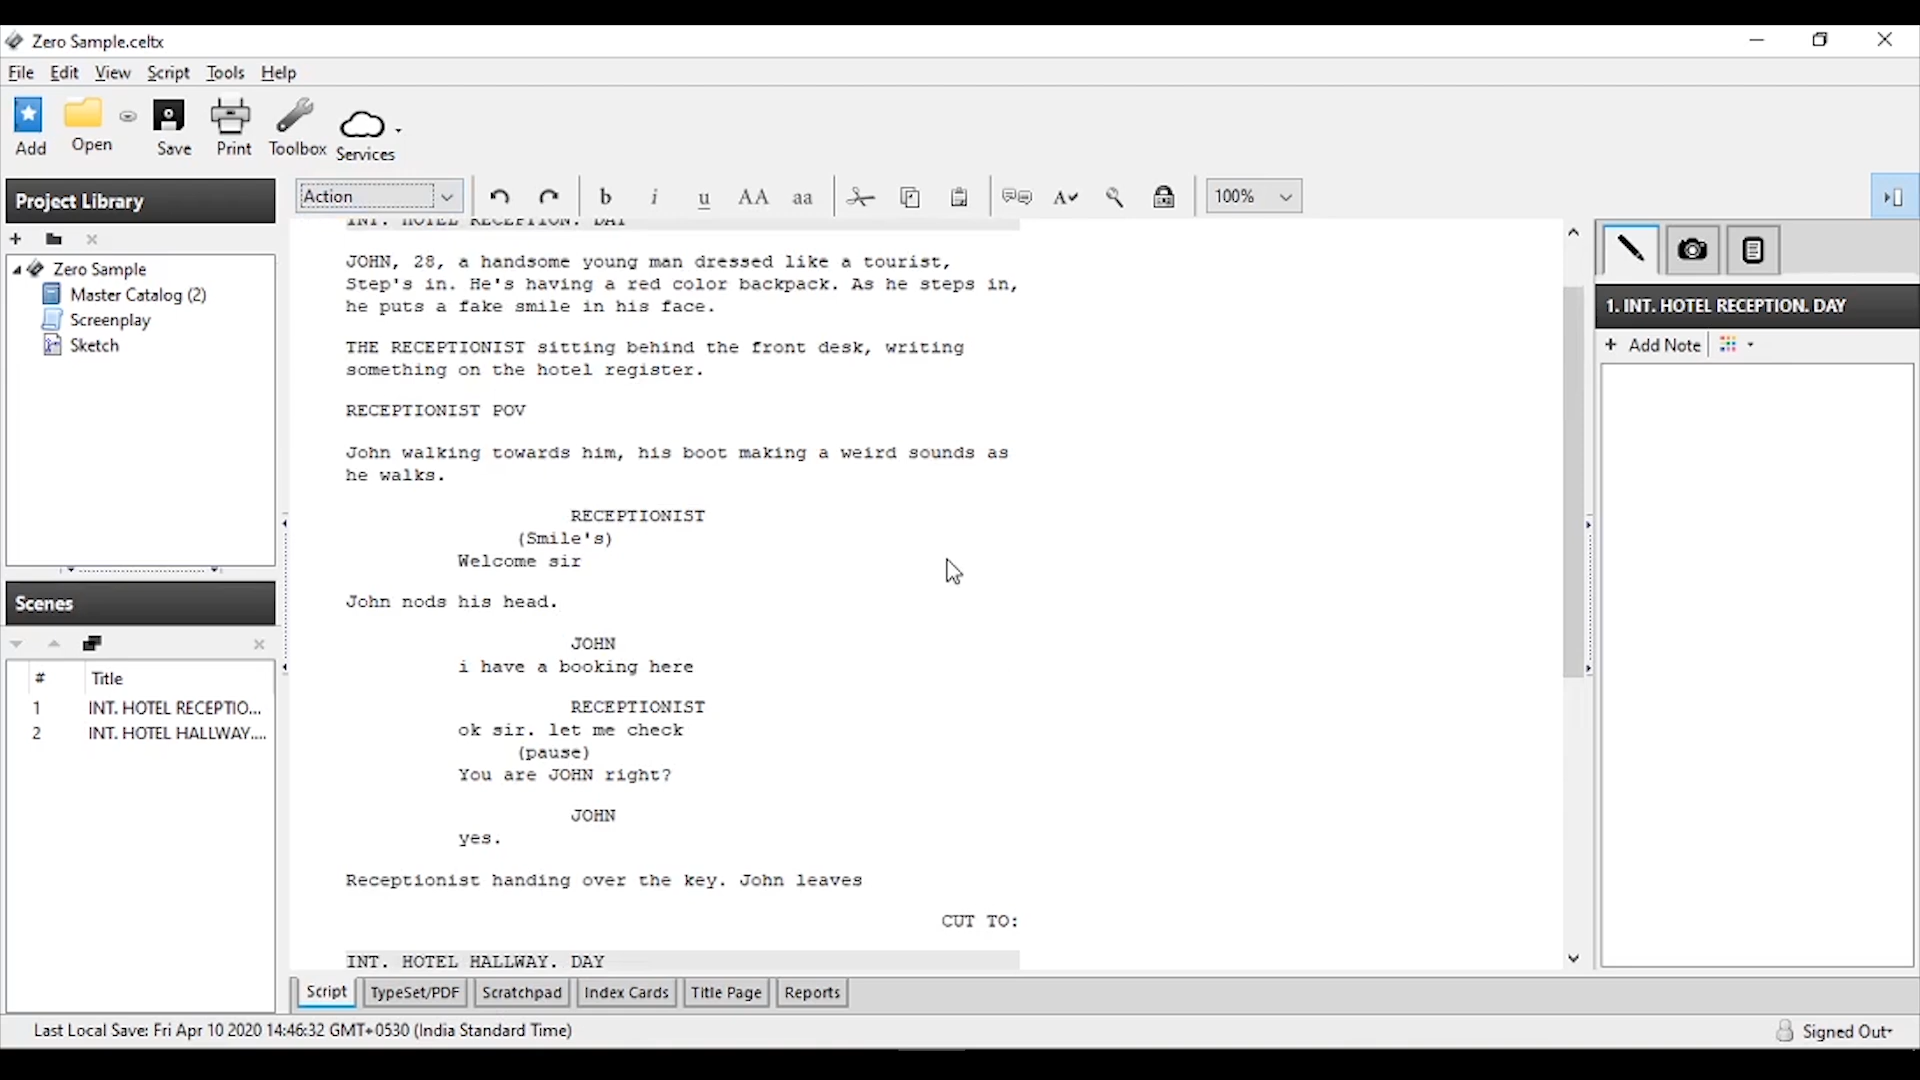 Zero Sample.celtx
File Edit View Script Tools Help
Add Open Save Print Toolbox Services
Project Library
Action
b i u AA aa
100%
Zero Sample
Master Catalog (2)
Screenplay
Sketch
Scenes
# Title
1 INT. HOTEL RECEPTIO...
2 INT. HOTEL HALLWAY....
INT. HOTEL RECEPTION. DAY
JOHN, 28, a handsome young man dressed like a tourist,
Step's in. He's having a red color backpack. As he steps in,
he puts a fake smile in his face.
THE RECEPTIONIST sitting behind the front desk, writing
something on the hotel register.
RECEPTIONIST POV
John walking towards him, his boot making a weird sounds as
he walks.
RECEPTIONIST
(Smile's)
Welcome sir
John nods his head.
JOHN
i have a booking here
RECEPTIONIST
ok sir. let me check
(pause)
You are JOHN right?
JOHN
yes.
Receptionist handing over the key. John leaves
CUT TO:
INT. HOTEL HALLWAY. DAY
1. INT. HOTEL RECEPTION. DAY
+ Add Note
Script TypeSet/PDF Scratchpad Index Cards Title Page Reports
Last Local Save: Fri Apr 10 2020 14:46:32 GMT+0530 (India Standard Time)
Signed Out